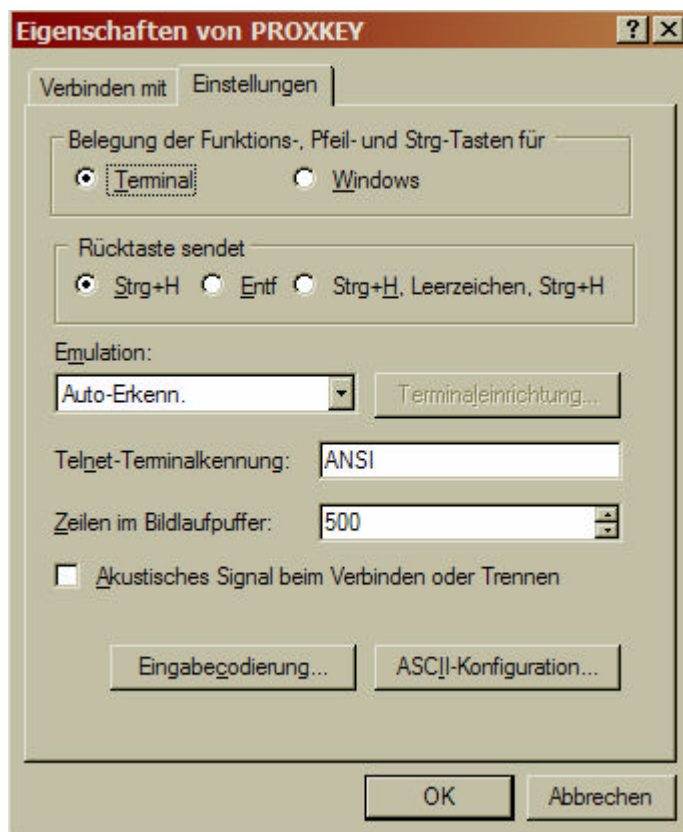 Eigenschaften von PROXKEY
Verbinden mit Einstellungen
Belegung der Funktions-, Pfeil- und Strg-Tasten für
Terminal Windows
Rücktaste sendet
Strg+H Entf Strg+H, Leerzeichen, Strg+H
Emulation:
Auto-Erkenn. Terminaleinrichtung...
Telnet-Terminalkennung: ANSI
Zeilen im Bildlaufpuffer: 500
Akustisches Signal beim Verbinden oder Trennen
Eingabecodierung... ASCII-Konfiguration...
OK Abbrechen